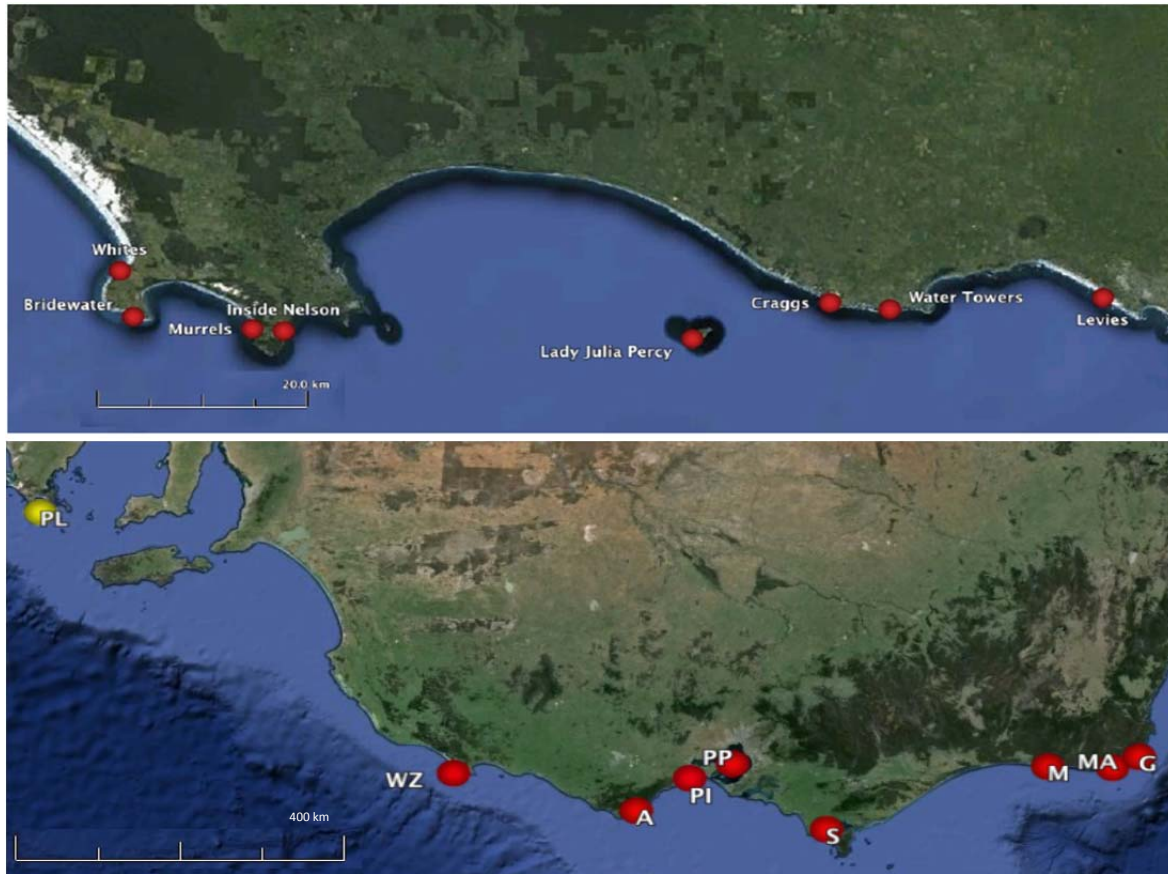 Whites
Bridewater
Inside Nelson
Murrels
Lady Julia Percy
Craggs
Water Towers
Levies
20.0 km
PL
WZ
A
PI
PP
S
M
MA
G
400 km